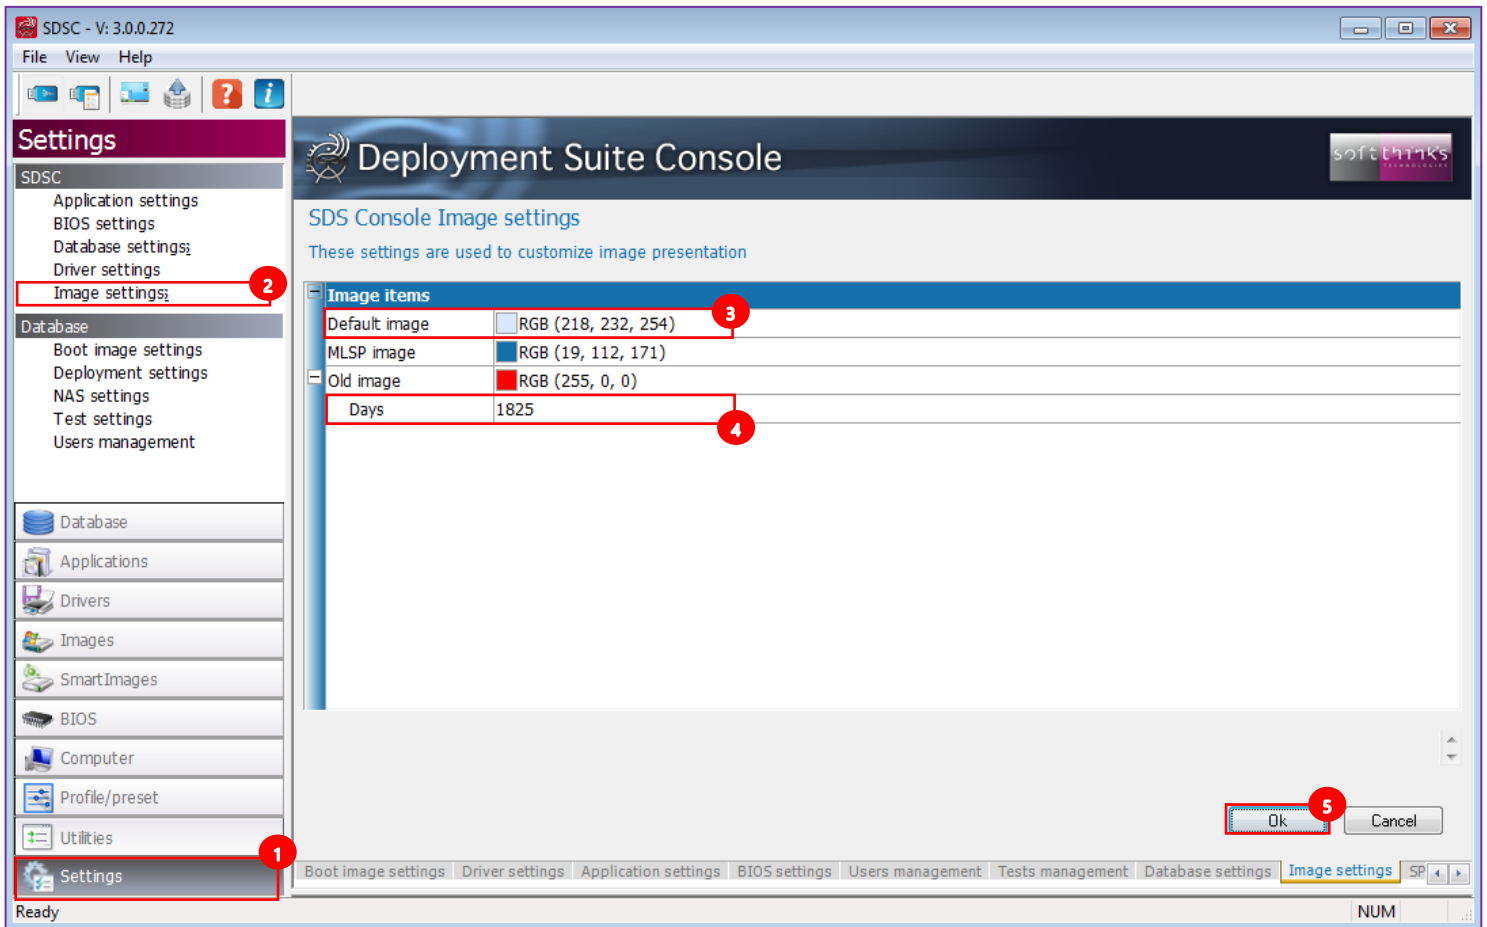 SDSC - V: 3.0.0.272
File View Help
Settings
SDSC
Application settings
BIOS settings
Database settings;
Driver settings
Image settings;
2
Database
Boot image settings
Deployment settings
NAS settings
Test settings
Users management
Database
Applications
Drivers
Images
SmartImages
BIOS
Computer
Profile/preset
Utilities
1
Settings
Deployment Suite Console
softthinks
TECHNOLOGIES
SDS Console Image settings
These settings are used to customize image presentation
Image items
Default image RGB (218, 232, 254)
3
MLSP image RGB (19, 112, 171)
Old image RGB (255, 0, 0)
Days 1825
4
5
Ok Cancel
Boot image settings Driver settings Application settings BIOS settings Users management Tests management Database settings Image settings SP
Ready NUM